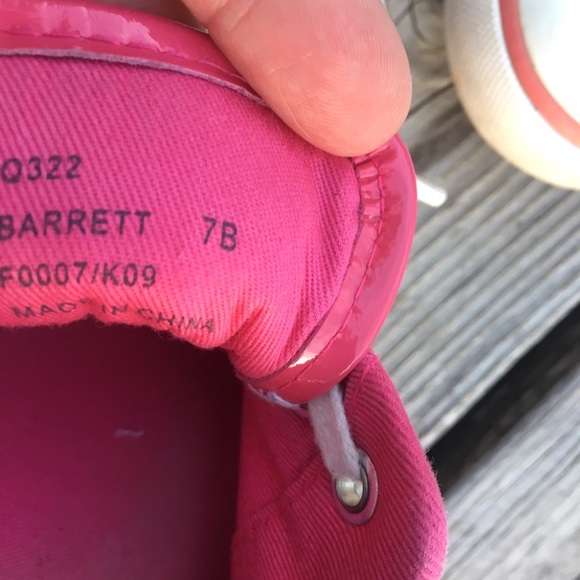 Q322
BARRETT 7B
F0007/K09
MADE IN CHINA